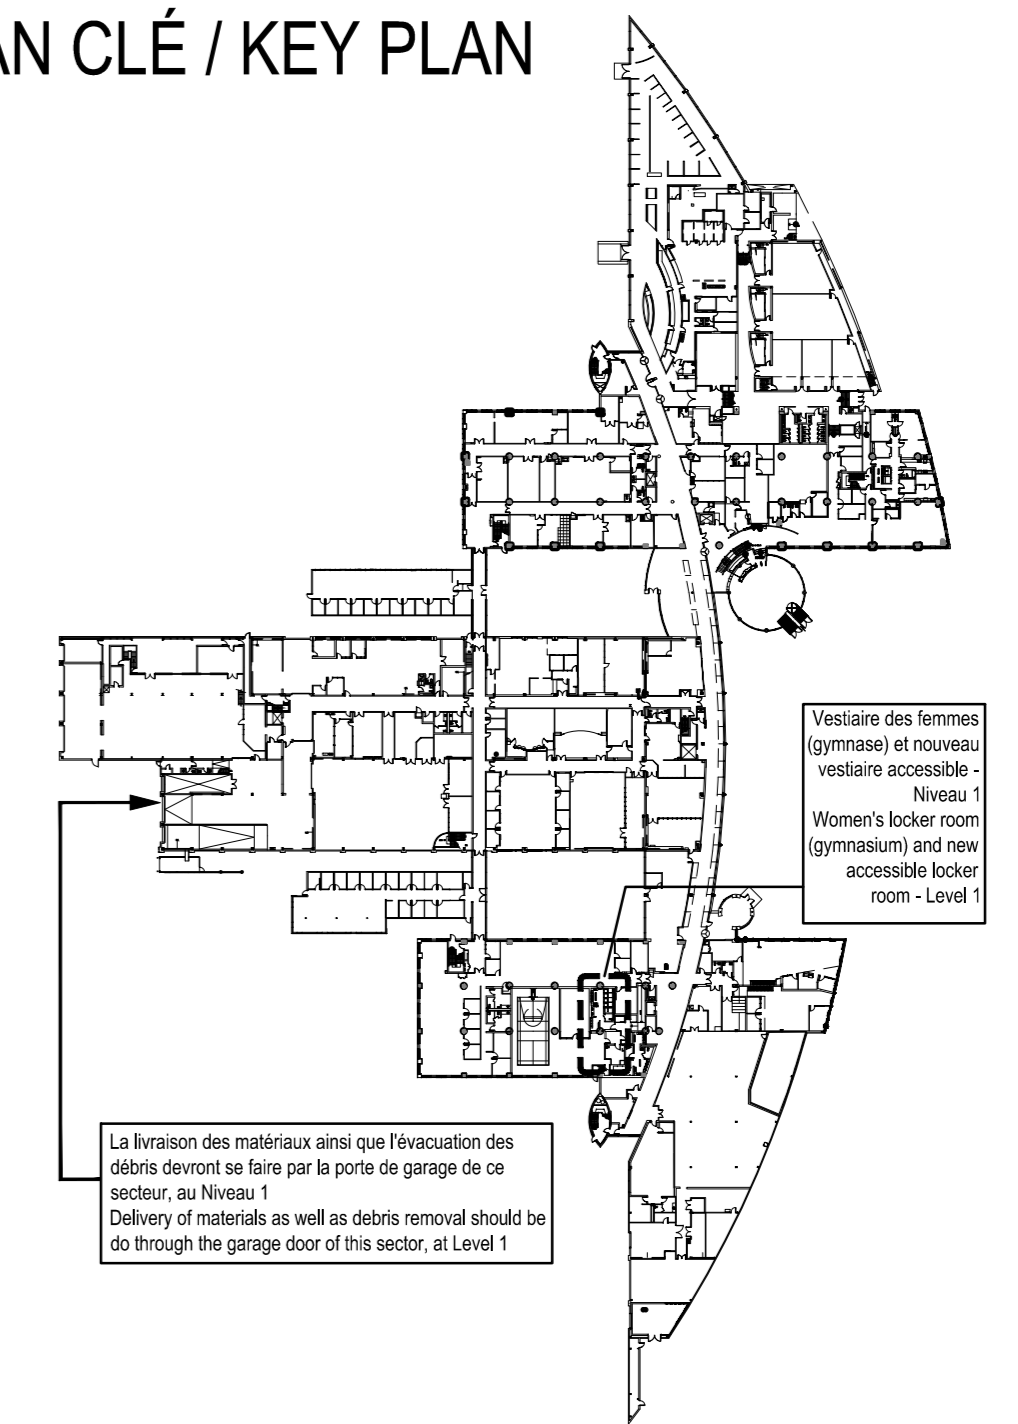 AN CLÉ / KEY PLAN
Vestiaire des femmes
(gymnase) et nouveau
vestiaire accessible -
Niveau 1
Women's locker room
(gymnasium) and new
accessible locker
room - Level 1
La livraison des matériaux ainsi que l'évacuation des
débris devront se faire par la porte de garage de ce
secteur, au Niveau 1
Delivery of materials as well as debris removal should be
do through the garage door of this sector, at Level 1